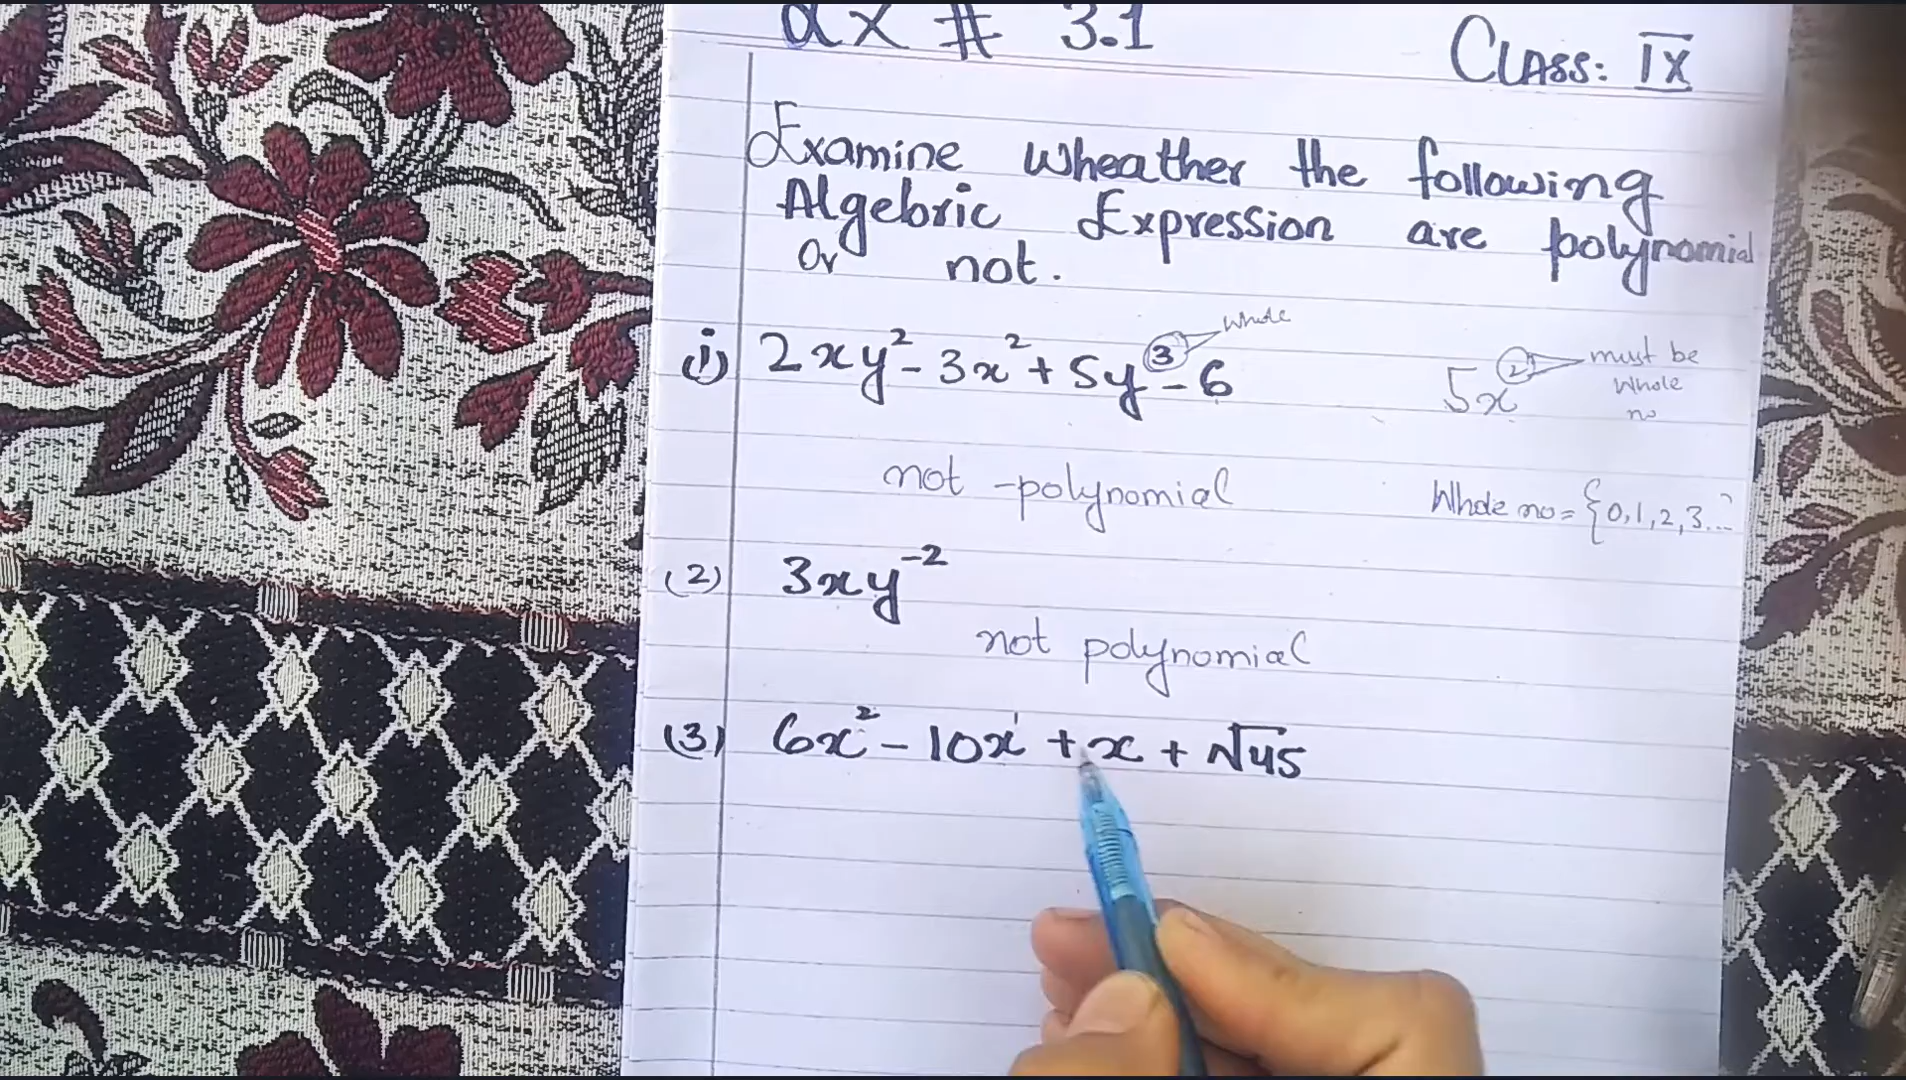 Ex # 3.1
CLASS: IX
Examine wheather the following
Algebric Expression are polynomial
Or not.
(i) 2xy² - 3x² + 5y³ - 6
whole
5x²
must be
whole
no
not - polynomial
Whole no = {0,1,2,3...
(2) 3xy⁻²
not polynomial
(3) 6x² - 10x¹ + x + √45